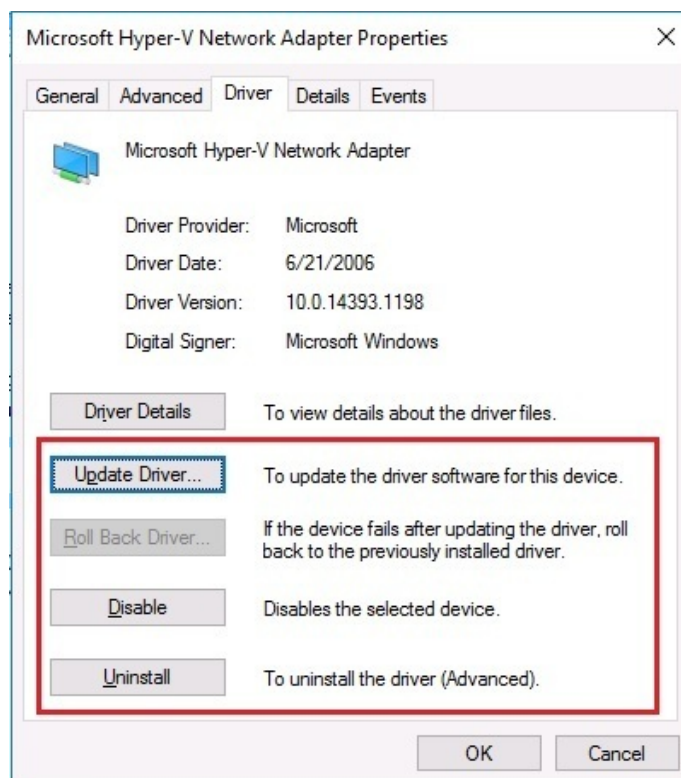 Microsoft Hyper-V Network Adapter Properties
General Advanced Driver Details Events
Microsoft Hyper-V Network Adapter
Driver Provider: Microsoft
Driver Date: 6/21/2006
Driver Version: 10.0.14393.1198
Digital Signer: Microsoft Windows
Driver Details To view details about the driver files.
Update Driver... To update the driver software for this device.
Roll Back Driver... If the device fails after updating the driver, roll
back to the previously installed driver.
Disable Disables the selected device.
Uninstall To uninstall the driver (Advanced).
OK Cancel